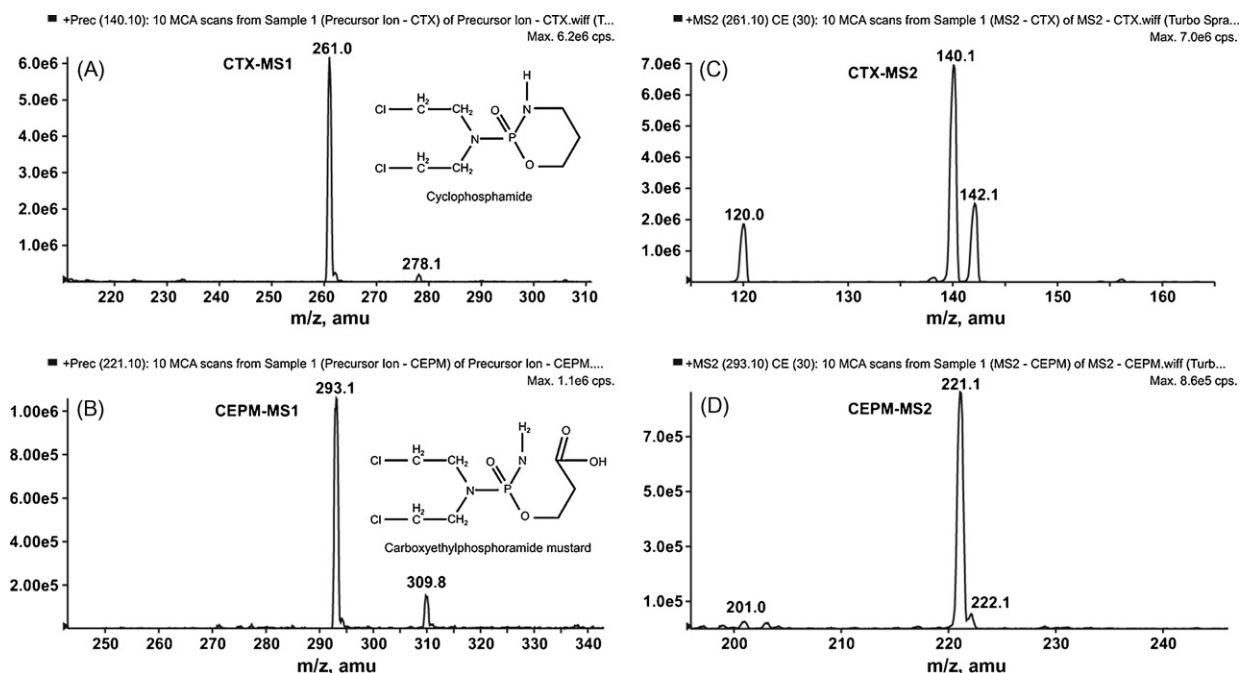 +Prec (140.10): 10 MCA scans from Sample 1 (Precursor Ion - CTX) of Precursor Ion - CTX.wiff (T...
Max. 6.2e6 cps.
(A)
CTX-MS1
261.0
278.1
6.0e6
5.0e6
4.0e6
3.0e6
2.0e6
1.0e6
H
H2
Cl C CH2 O N
N P
Cl C CH2 O
H2
Cyclophosphamide
220 230 240 250 260 270 280 290 300 310
m/z, amu
+MS2 (261.10) CE (30): 10 MCA scans from Sample 1 (MS2 - CTX) of MS2 - CTX.wiff (Turbo Spra...
Max. 7.0e6 cps.
(C)
CTX-MS2
140.1
142.1
120.0
7.0e6
6.0e6
5.0e6
4.0e6
3.0e6
2.0e6
1.0e6
120 130 140 150 160
m/z, amu
+Prec (221.10): 10 MCA scans from Sample 1 (Precursor Ion - CEPM) of Precursor Ion - CEPM....
Max. 1.1e6 cps.
(B)
CEPM-MS1
293.1
309.8
1.00e6
8.00e5
6.00e5
4.00e5
2.00e5
H2
O
H2
Cl C CH2 O N OH
N P
Cl C CH2 O
H2
Carboxyethylphosphoramide mustard
250 260 270 280 290 300 310 320 330 340
m/z, amu
+MS2 (293.10) CE (30): 10 MCA scans from Sample 1 (MS2 - CEPM) of MS2 - CEPM.wiff (Turb...
Max. 8.6e5 cps.
(D)
CEPM-MS2
221.1
222.1
201.0
7.0e5
5.0e5
3.0e5
1.0e5
200 210 220 230 240
m/z, amu